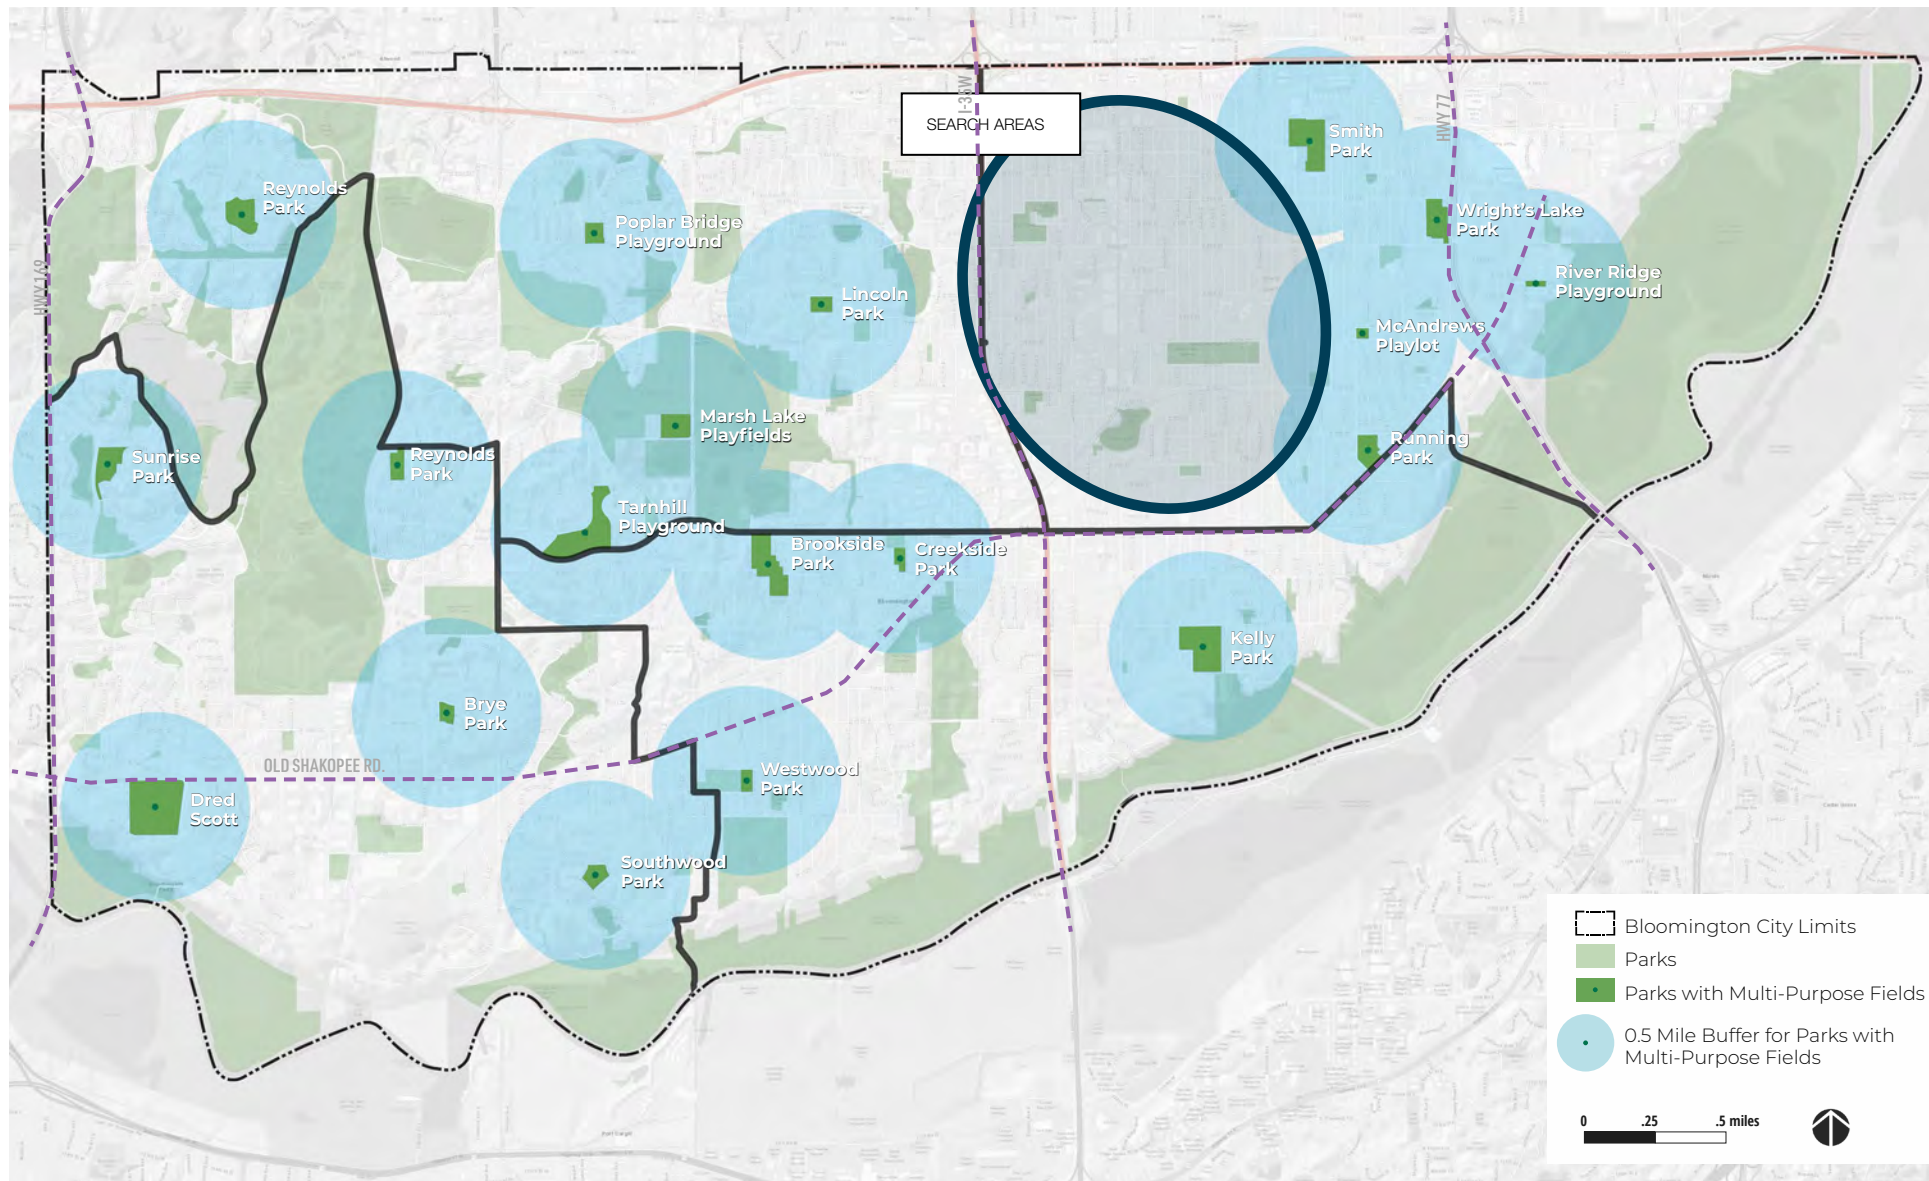 I-35W
SEARCH AREAS
HWY 77
Smith
Park
Reynolds
Park
Poplar Bridge
Playground
Wright's Lake
Park
HWY 169
Lincoln
Park
River Ridge
Playground
McAndrews
Playlot
Marsh Lake
Playfields
Sunrise
Park
Reynolds
Park
Running
Park
Tarnhill
Playground
Brookside
Park
Creekside
Park
Kelly
Park
Brye
Park
OLD SHAKOPEE RD.
Westwood
Park
Dred
Scott
Southwood
Park
Bloomington City Limits
Parks
Parks with Multi-Purpose Fields
0.5 Mile Buffer for Parks with
Multi-Purpose Fields
0 .25 .5 miles